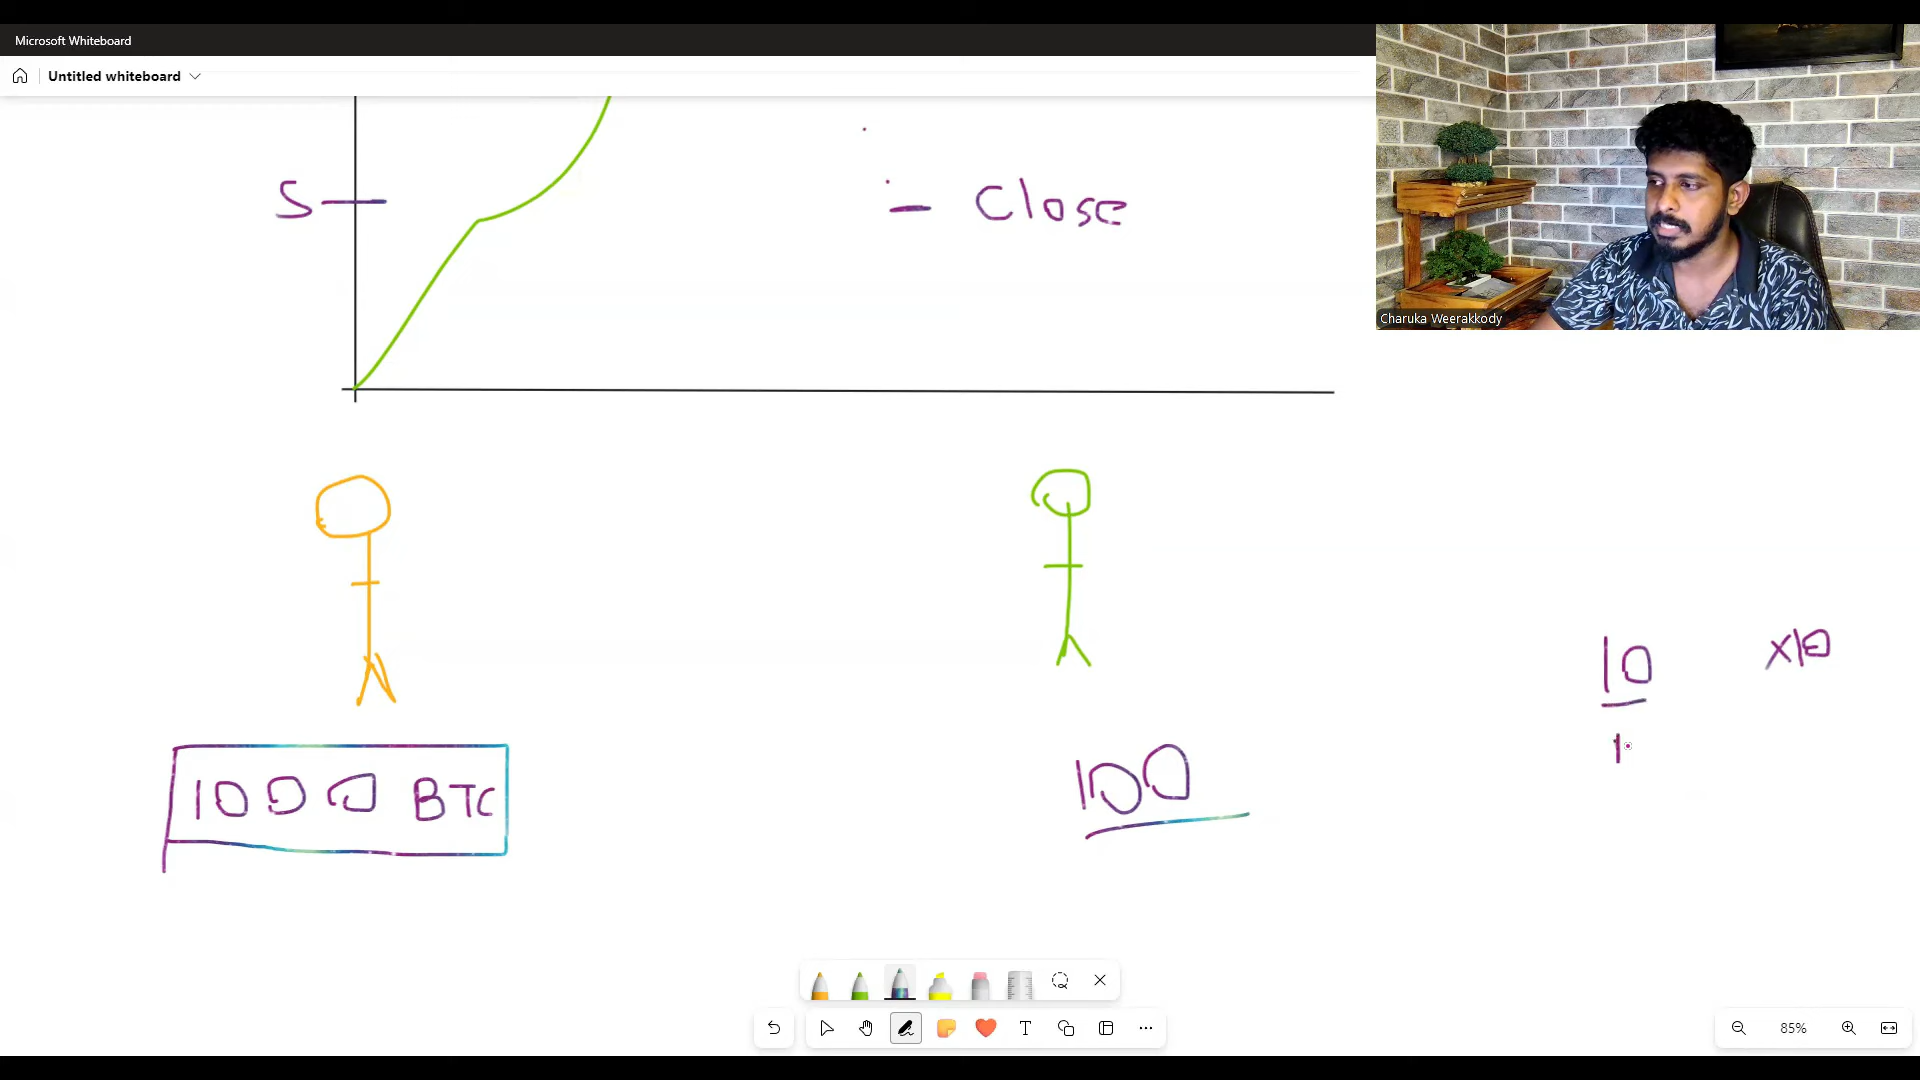 Microsoft Whiteboard
Untitled whiteboard
Charuka Weerakkody
S
- Close
10 x10
1
1000 BTC
100
85%